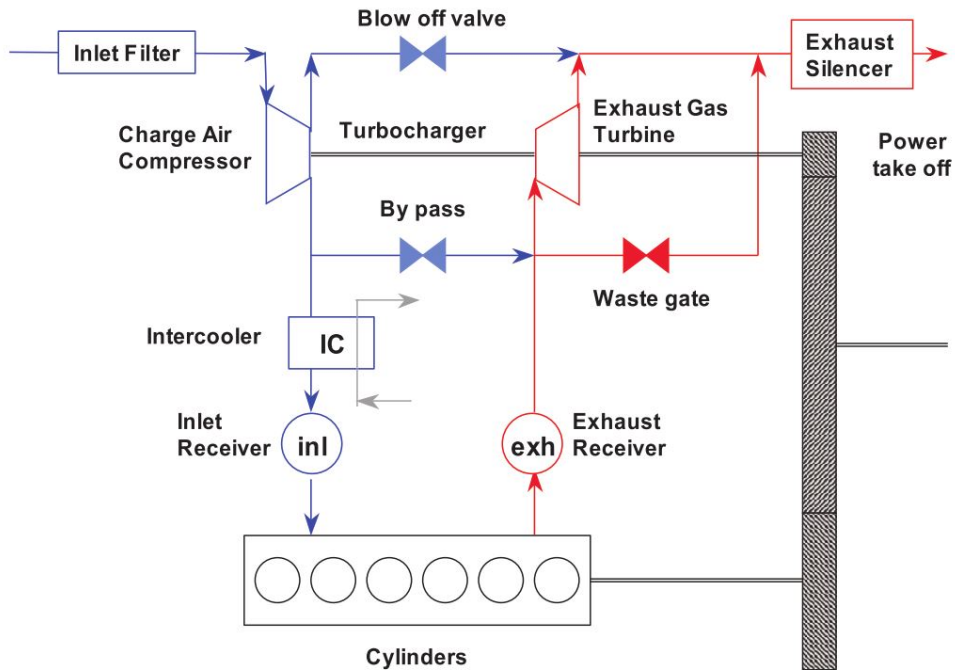 Blow off valve
Inlet Filter
Exhaust
Silencer
Charge Air
Compressor
Turbocharger
Exhaust Gas
Turbine
Power
take off
By pass
Waste gate
Intercooler
IC
Inlet
Receiver
inl
exh
Exhaust
Receiver
Cylinders